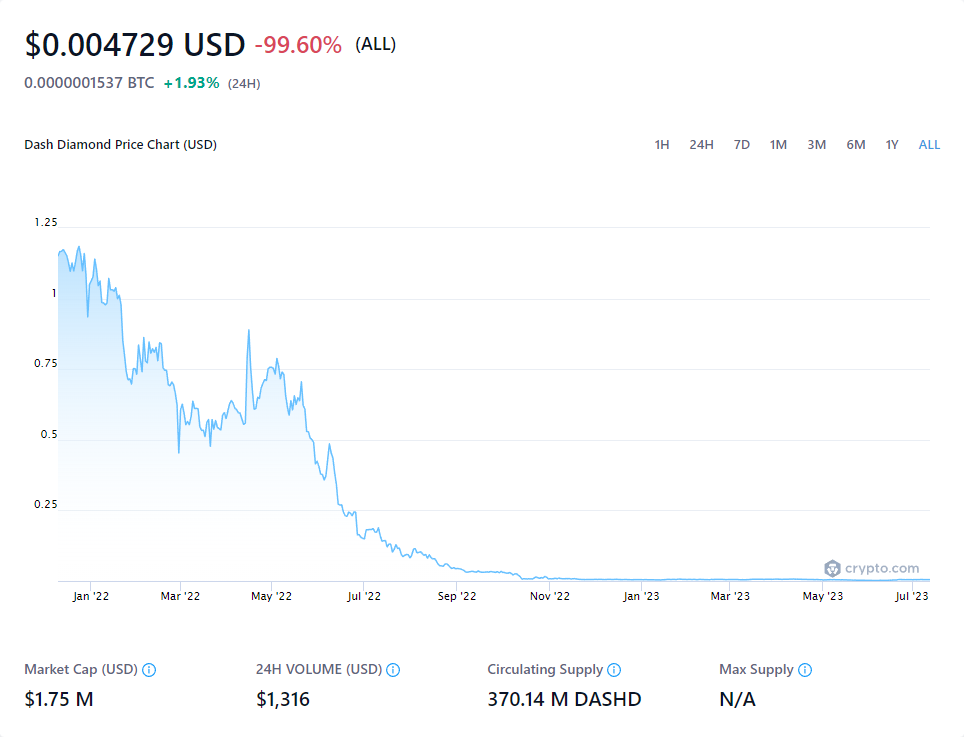 $0.004729 USD -99.60% (ALL)
0.0000001537 BTC +1.93% (24H)
Dash Diamond Price Chart (USD) 1H 24H 7D 1M 3M 6M 1Y ALL
1.25
1
0.75
0.5
0.25
crypto.com
Jan '22 Mar '22 May '22 Jul '22 Sep '22 Nov '22 Jan '23 Mar '23 May '23 Jul '23
Market Cap (USD) 24H VOLUME (USD) Circulating Supply Max Supply
$1.75 M $1,316 370.14 M DASHD N/A